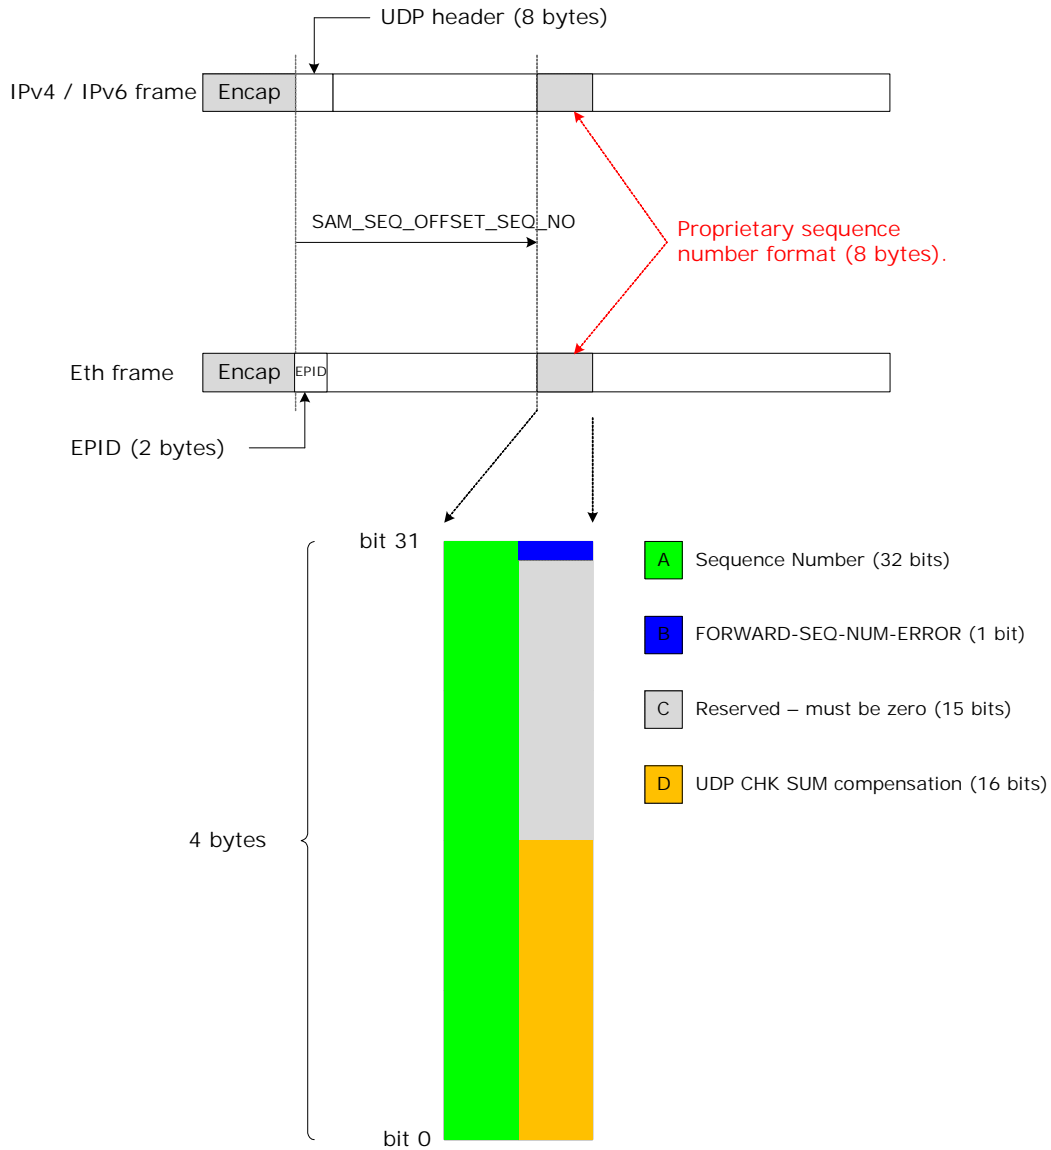 UDP header (8 bytes)
IPv4 / IPv6 frame
Encap
SAM_SEQ_OFFSET_SEQ_NO
Proprietary sequence
number format (8 bytes).
Eth frame
Encap
EPID
EPID (2 bytes)
bit 31
4 bytes
bit 0
A Sequence Number (32 bits)
B FORWARD-SEQ-NUM-ERROR (1 bit)
C Reserved – must be zero (15 bits)
D UDP CHK SUM compensation (16 bits)